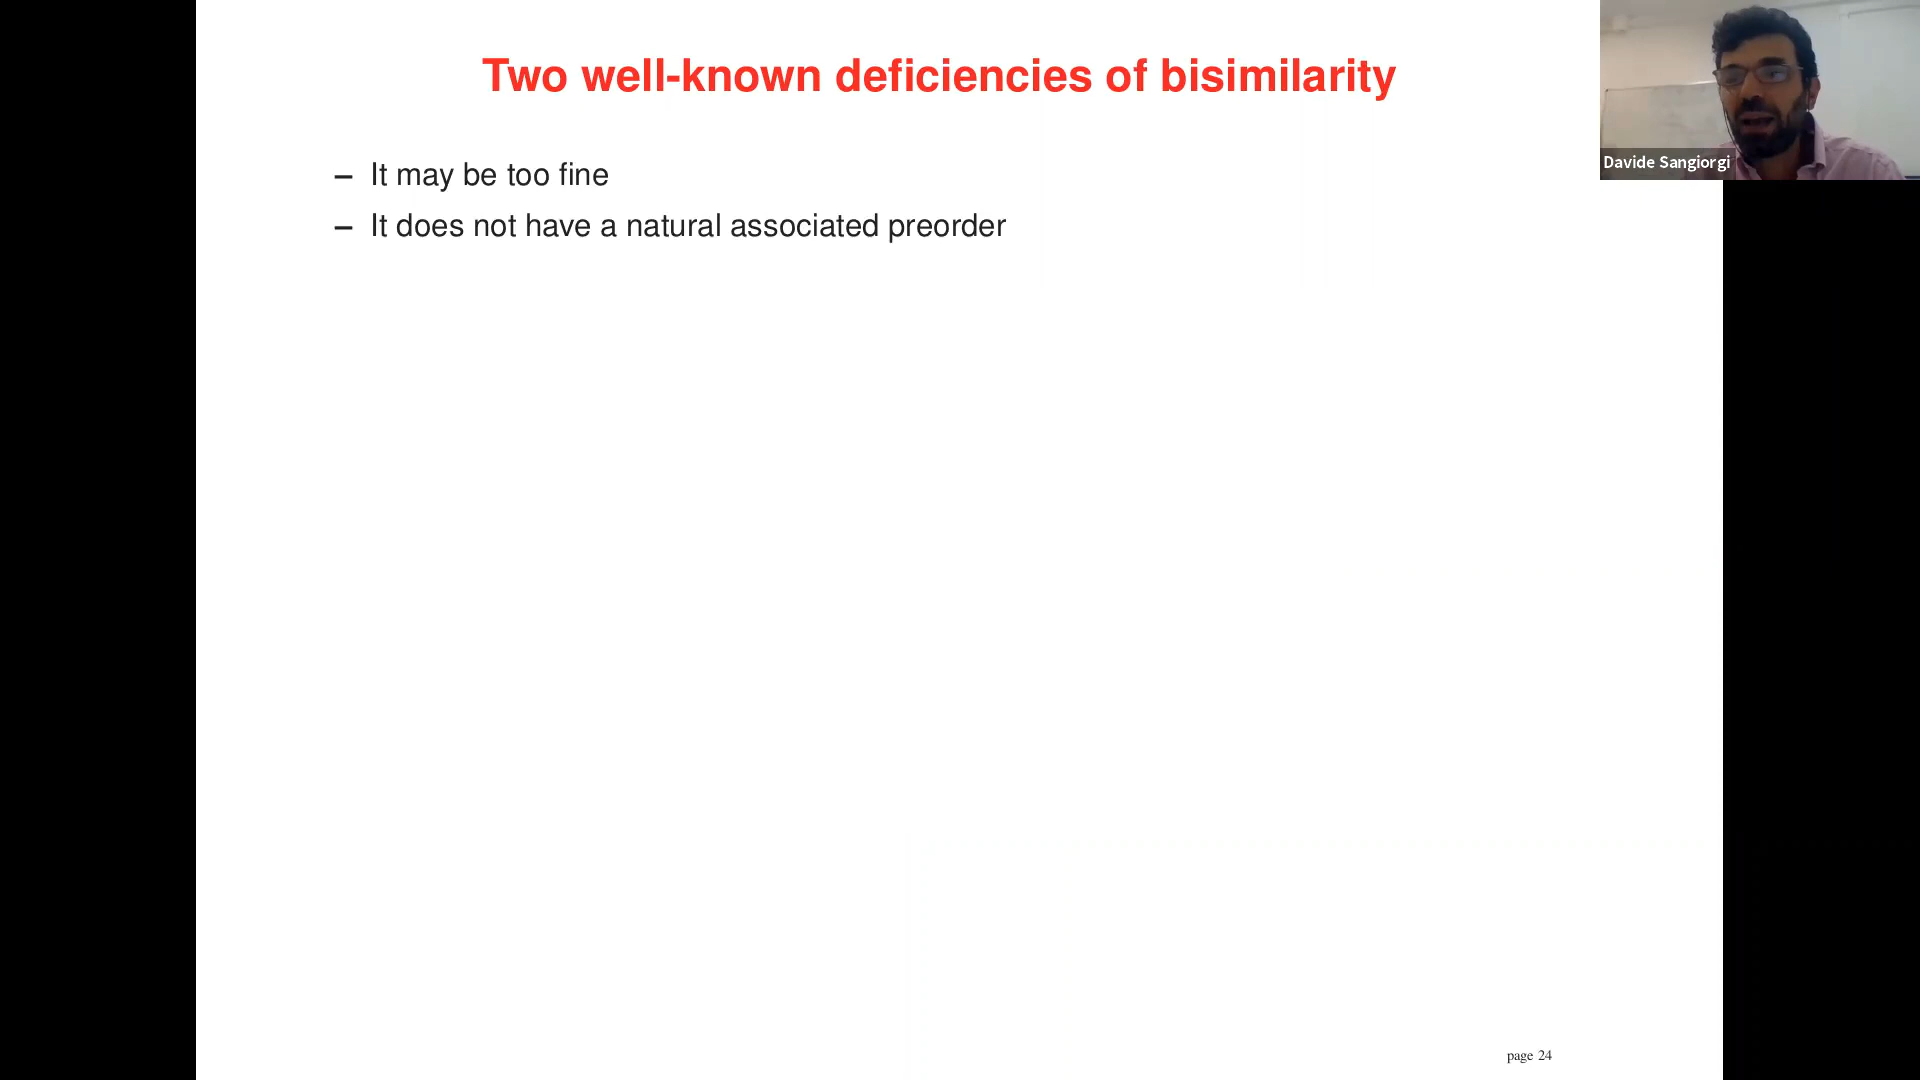 Two well-known deficiencies of bisimilarity
Davide Sangiorgi
– It may be too fine
– It does not have a natural associated preorder
page 24